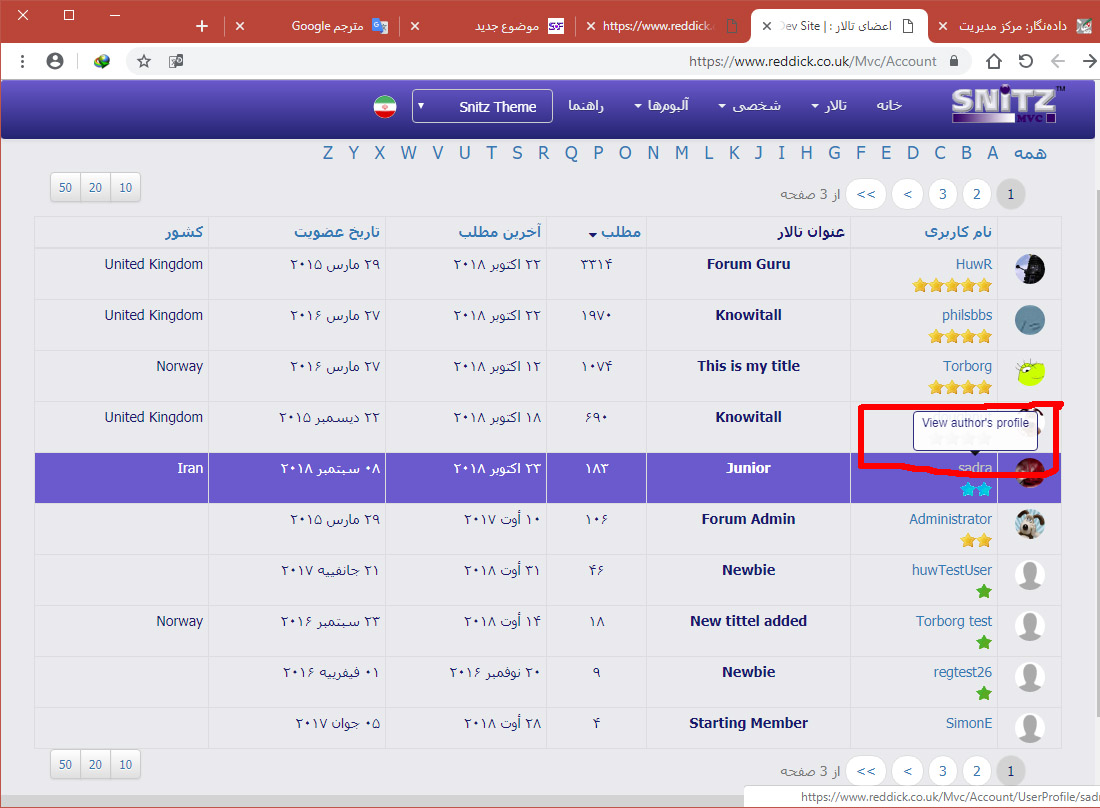 داده‌نگار: مرکز مدیریت
اعضای تالار : | Dev Site
https://www.reddick.
موضوع جدید
مترجم Google
https://www.reddick.co.uk/Mvc/Account
SNITZ MVC TM
خانه
تالار
شخصی
آلبوم‌ها
راهنما
Snitz Theme
همه A B C D E F G H I J K L M N O P Q R S T U V W X Y Z
1 2 3 > >> از 3 صفحه
10 20 50
نام کاربری عنوان تالار مطلب آخرین مطلب تاریخ عضویت کشور
HuwR Forum Guru ۳۳۱۴ ۲۲ اکتوبر ۲۰۱۸ ۲۹ مارس ۲۰۱۵ United Kingdom
philsbbs Knowitall ۱۹۷۰ ۲۲ اکتوبر ۲۰۱۸ ۲۷ مارس ۲۰۱۶ United Kingdom
Torborg This is my title ۱۰۷۴ ۱۲ اکتوبر ۲۰۱۸ ۲۷ مارس ۲۰۱۶ Norway
Knowitall ۶۹۰ ۱۸ اکتوبر ۲۰۱۸ ۲۲ دیسمبر ۲۰۱۵ United Kingdom
View author's profile
sadra Junior ۱۸۳ ۲۳ اکتوبر ۲۰۱۸ ۰۸ سبتمبر ۲۰۱۸ Iran
Administrator Forum Admin ۱۰۶ ۱۰ أوت ۲۰۱۷ ۲۹ مارس ۲۰۱۵
huwTestUser Newbie ۴۶ ۳۱ أوت ۲۰۱۸ ۲۱ جانفییه ۲۰۱۷
Torborg test New tittel added ۱۸ ۱۴ أوت ۲۰۱۸ ۲۳ سبتمبر ۲۰۱۶ Norway
regtest26 Newbie ۹ ۲۰ نوفمبر ۲۰۱۶ ۰۱ فیفرییه ۲۰۱۶
SimonE Starting Member ۴ ۲۸ أوت ۲۰۱۸ ۰۵ جوان ۲۰۱۷
1 2 3 > >> از 3 صفحه
10 20 50
https://www.reddick.co.uk/Mvc/Account/UserProfile/sadr